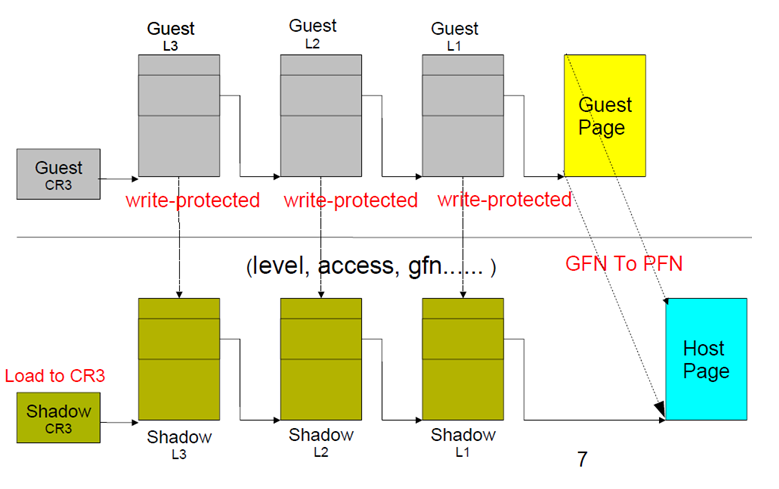 Guest
L3
Guest
L2
Guest
L1
Guest
Page
Guest
CR3
write-protected
write-protected
write-protected
(level, access, gfn...... )
GFN To PFN
Load to CR3
Shadow
CR3
Host
Page
Shadow
L3
Shadow
L2
Shadow
L1
7